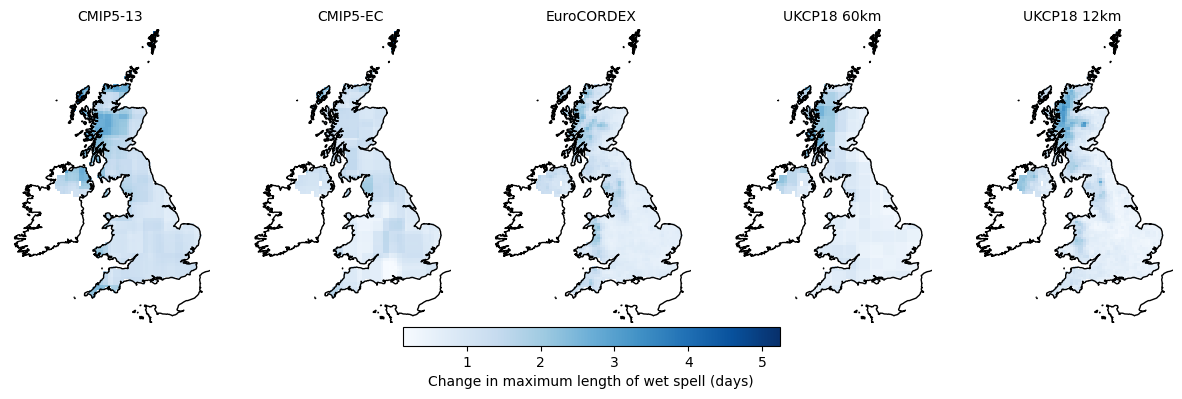 CMIP5-13 CMIP5-EC EuroCORDEX UKCP18 60km UKCP18 12km
1 2 3 4 5
Change in maximum length of wet spell (days)